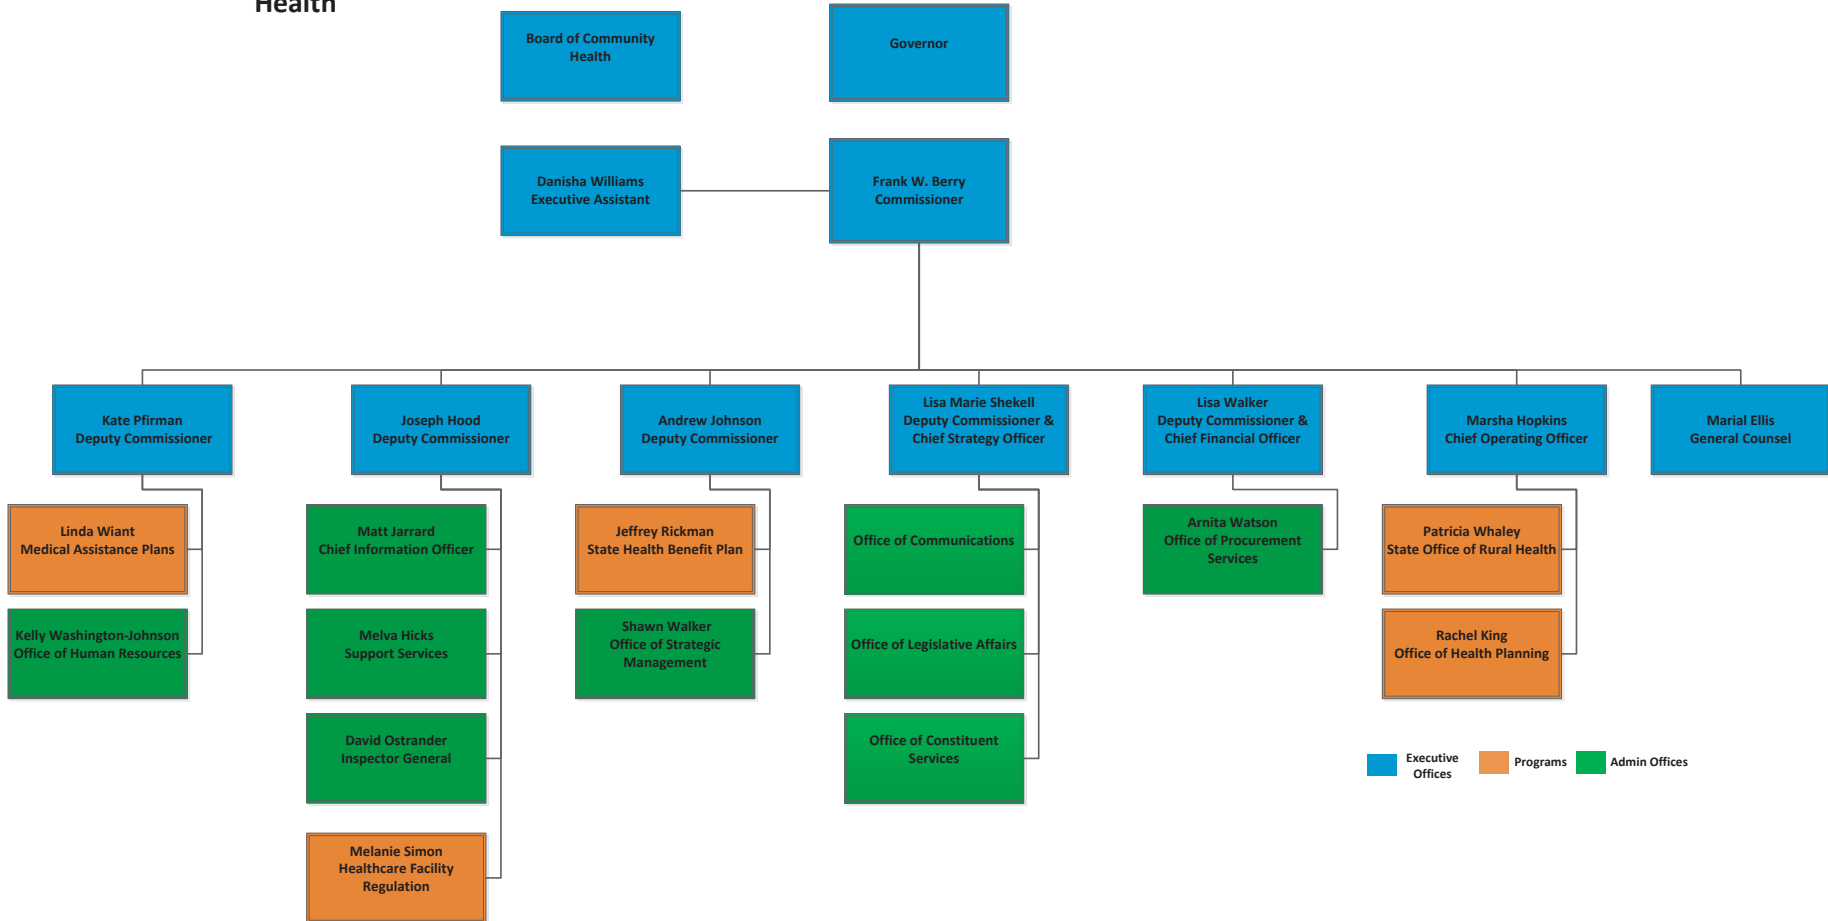 Health
Board of Community
Health
Governor
Danisha Williams
Executive Assistant
Frank W. Berry
Commissioner
Kate Pfirman
Deputy Commissioner
Joseph Hood
Deputy Commissioner
Andrew Johnson
Deputy Commissioner
Lisa Marie Shekell
Deputy Commissioner &
Chief Strategy Officer
Lisa Walker
Deputy Commissioner &
Chief Financial Officer
Marsha Hopkins
Chief Operating Officer
Marial Ellis
General Counsel
Linda Wiant
Medical Assistance Plans
Matt Jarrard
Chief Information Officer
Jeffrey Rickman
State Health Benefit Plan
Office of Communications
Arnita Watson
Office of Procurement
Services
Patricia Whaley
State Office of Rural Health
Kelly Washington-Johnson
Office of Human Resources
Melva Hicks
Support Services
Shawn Walker
Office of Strategic
Management
Office of Legislative Affairs
Rachel King
Office of Health Planning
David Ostrander
Inspector General
Office of Constituent
Services
Executive
Offices
Programs
Admin Offices
Melanie Simon
Healthcare Facility
Regulation